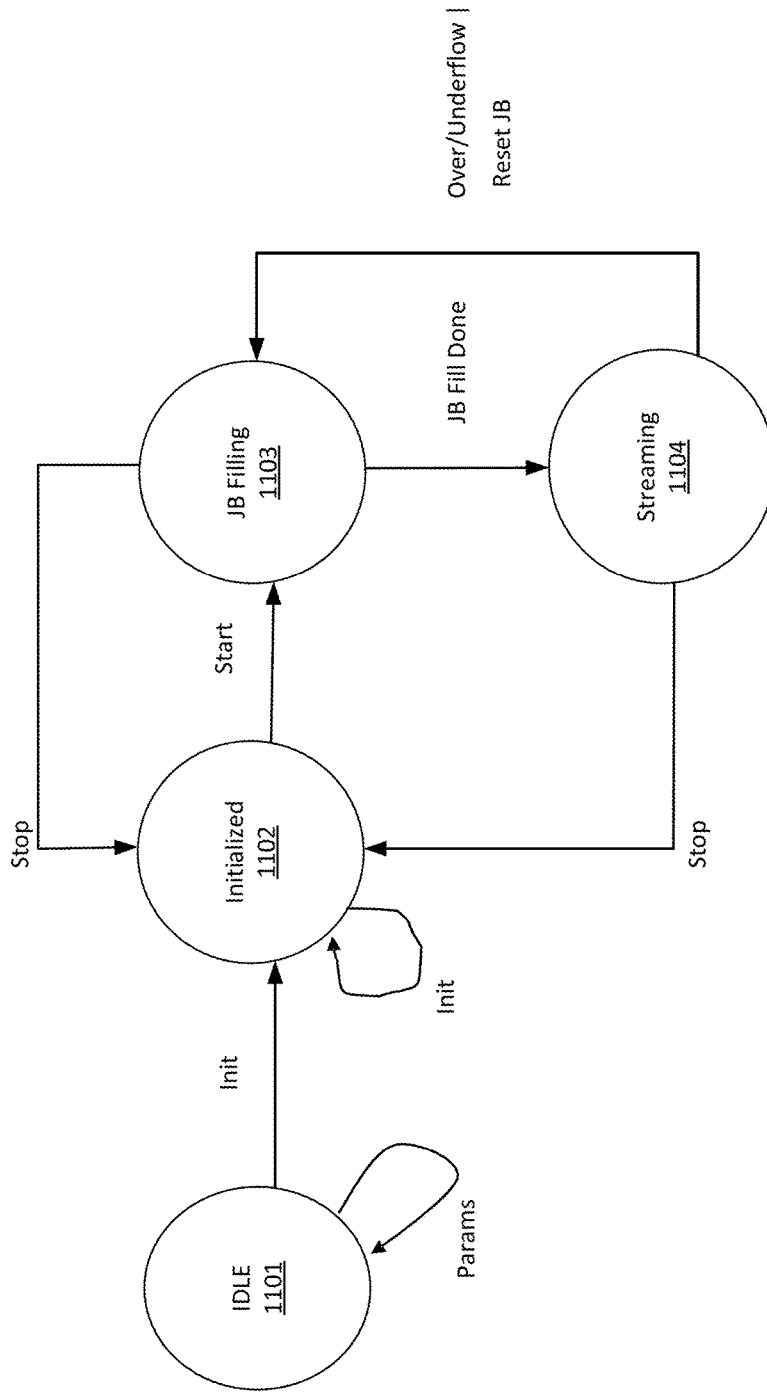 Stop
Over/Underflow |
Reset JB
Init
Start
IDLE
1101
Initialized
1102
JB Filling
1103
JB Fill Done
Params
Init
Stop
Streaming
1104